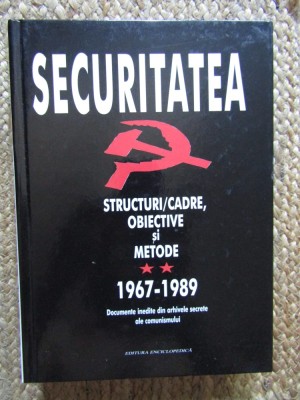 SECURITATEA
STRUCTURI/CADRE,
OBIECTIVE
și
METODE
1967-1989
Documente inedite din arhivele secrete
ale comunismului
EDITURA ENCICLOPEDICĂ